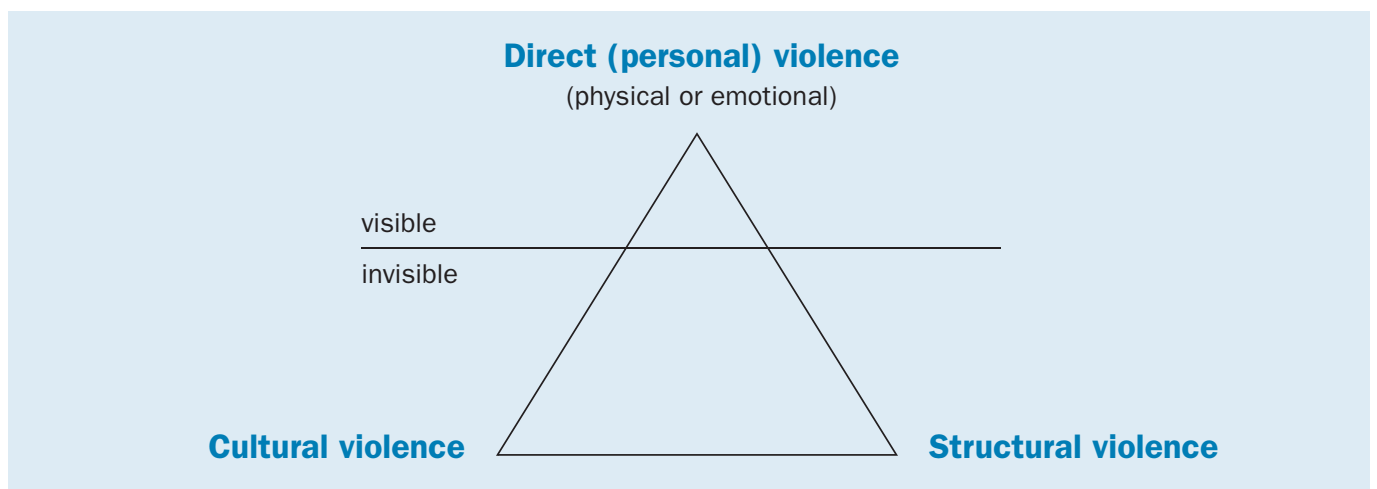 Direct (personal) violence
(physical or emotional)
visible
invisible
Cultural violence
Structural violence